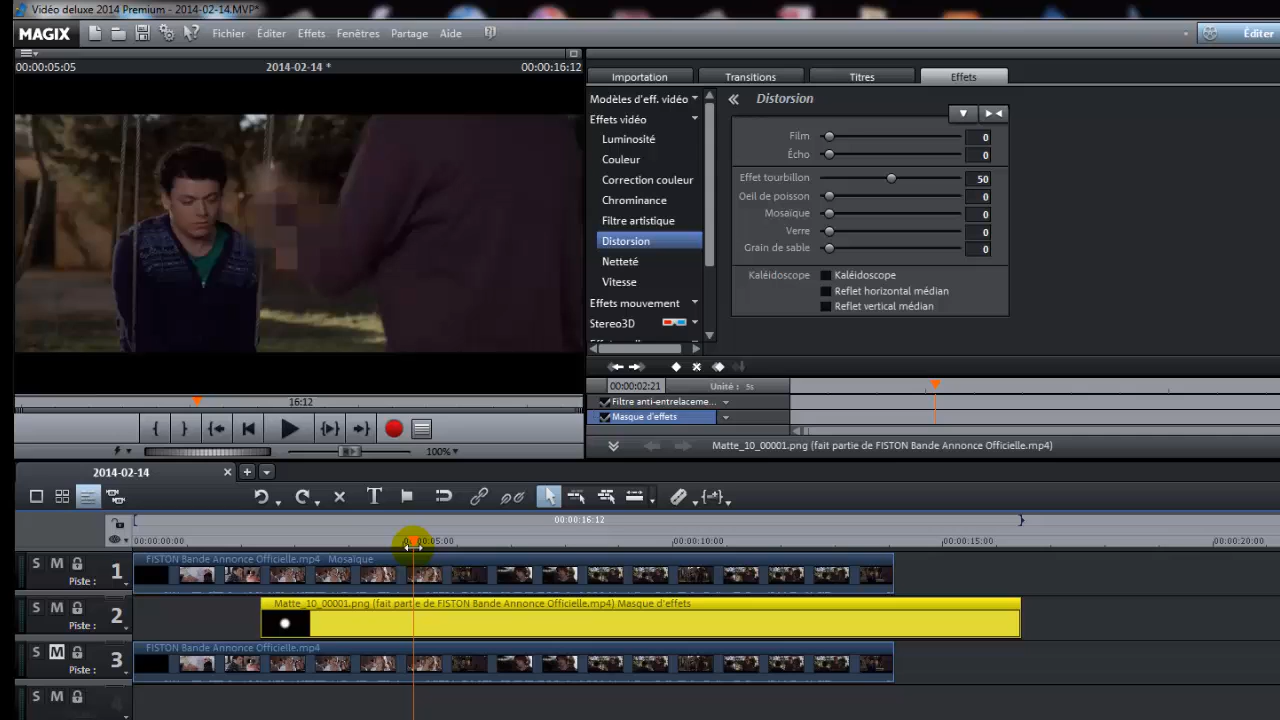 Vidéo deluxe 2014 Premium - 2014-02-14.MVP*
MAGIX
Fichier Éditer Effets Fenêtres Partage Aide
Éditer
00:00:05:05 2014-02-14 * 00:00:16:12
Importation Transitions Titres Effets
Modèles d'eff. vidéo
Effets vidéo
Luminosité
Couleur
Correction couleur
Chrominance
Filtre artistique
Distorsion
Netteté
Vitesse
Effets mouvement
Stereo3D
Distorsion
Film 0
Écho 0
Effet tourbillon 50
Oeil de poisson 0
Mosaïque 0
Verre 0
Grain de sable 0
Kaléidoscope Kaléidoscope
Reflet horizontal médian
Reflet vertical médian
00:00:02:21 Unité : 5s
Filtre anti-entrelaceme...
Masque d'effets
Matte_10_00001.png (fait partie de FISTON Bande Annonce Officielle.mp4)
16:12
100%
2014-02-14
00:00:16:12
00:00:00:00 00:00:05:00 00:00:10:00 00:00:15:00 00:00:20:00
S M Piste : 1
FISTON Bande Annonce Officielle.mp4 Mosaïque
S M Piste : 2
Matte_10_00001.png (fait partie de FISTON Bande Annonce Officielle.mp4) Masque d'effets
S M Piste : 3
FISTON Bande Annonce Officielle.mp4
S M